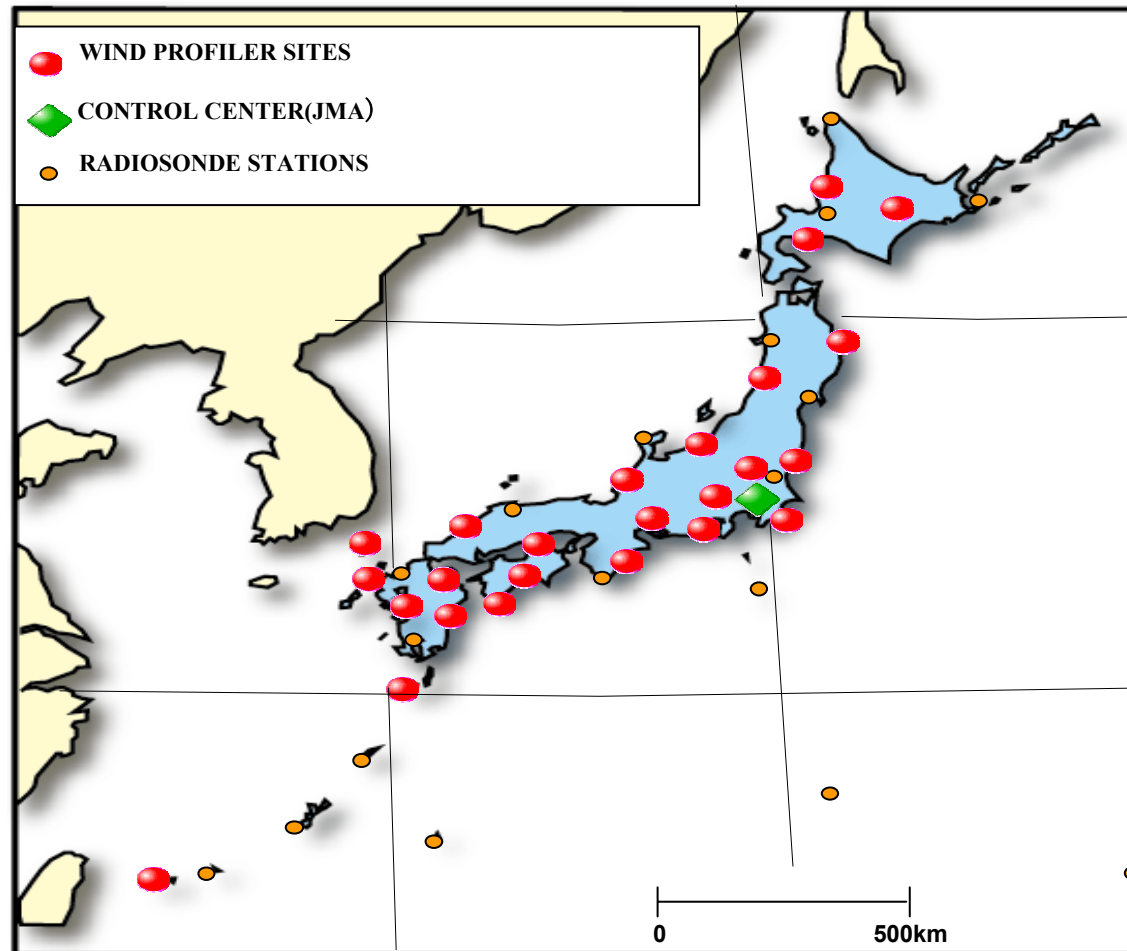 WIND PROFILER SITES
CONTROL CENTER(JMA）
RADIOSONDE STATIONS
0 500km